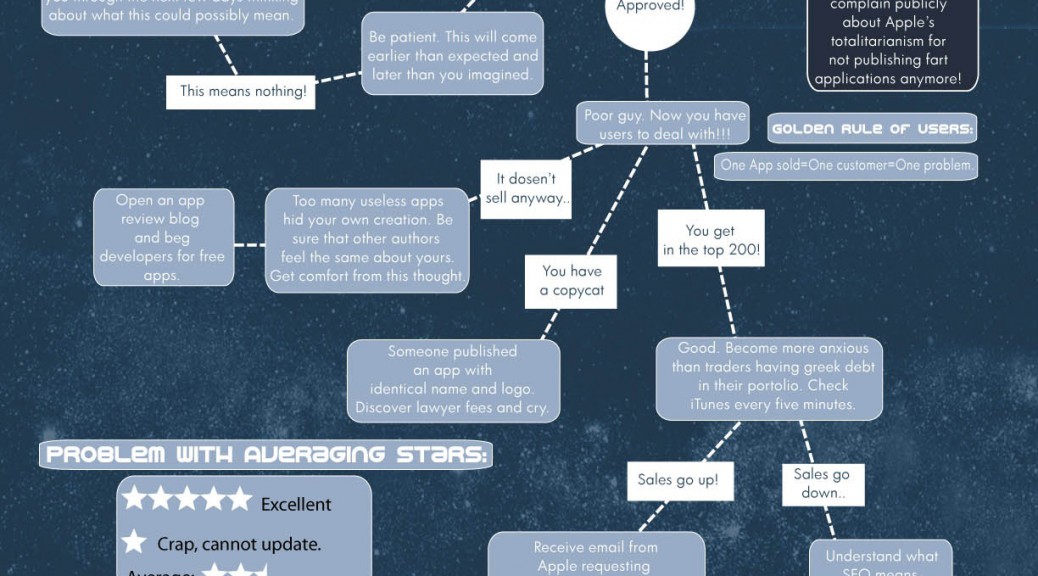 you through the next few days thinking
about what this could possibly mean.
Be patient. This will come
earlier than expected and
later than you imagined.
This means nothing!
Approved!
complain publicly
about Apple's
totalitarianism for
not publishing fart
applications anymore!
Poor guy. Now you have
users to deal with!!!
GOLDEN RULE OF USERS:
One App sold=One customer=One problem.
It dosen't
sell anyway..
Too many useless apps
hid your own creation. Be
sure that other authors
feel the same about yours.
Get comfort from this thought.
Open an app
review blog
and beg
developers for free
apps.
You have
a copycat
You get
in the top 200!
Someone published
an app with
identical name and logo.
Discover lawyer fees and cry.
Good. Become more anxious
than traders having greek debt
in their portolio. Check
iTunes every five minutes.
Sales go up!
Sales go
down..
Receive email from
Apple requesting
Understand what
SEO means
PROBLEM WITH AVERAGING STARS:
Excellent
Crap, cannot update.
Average: